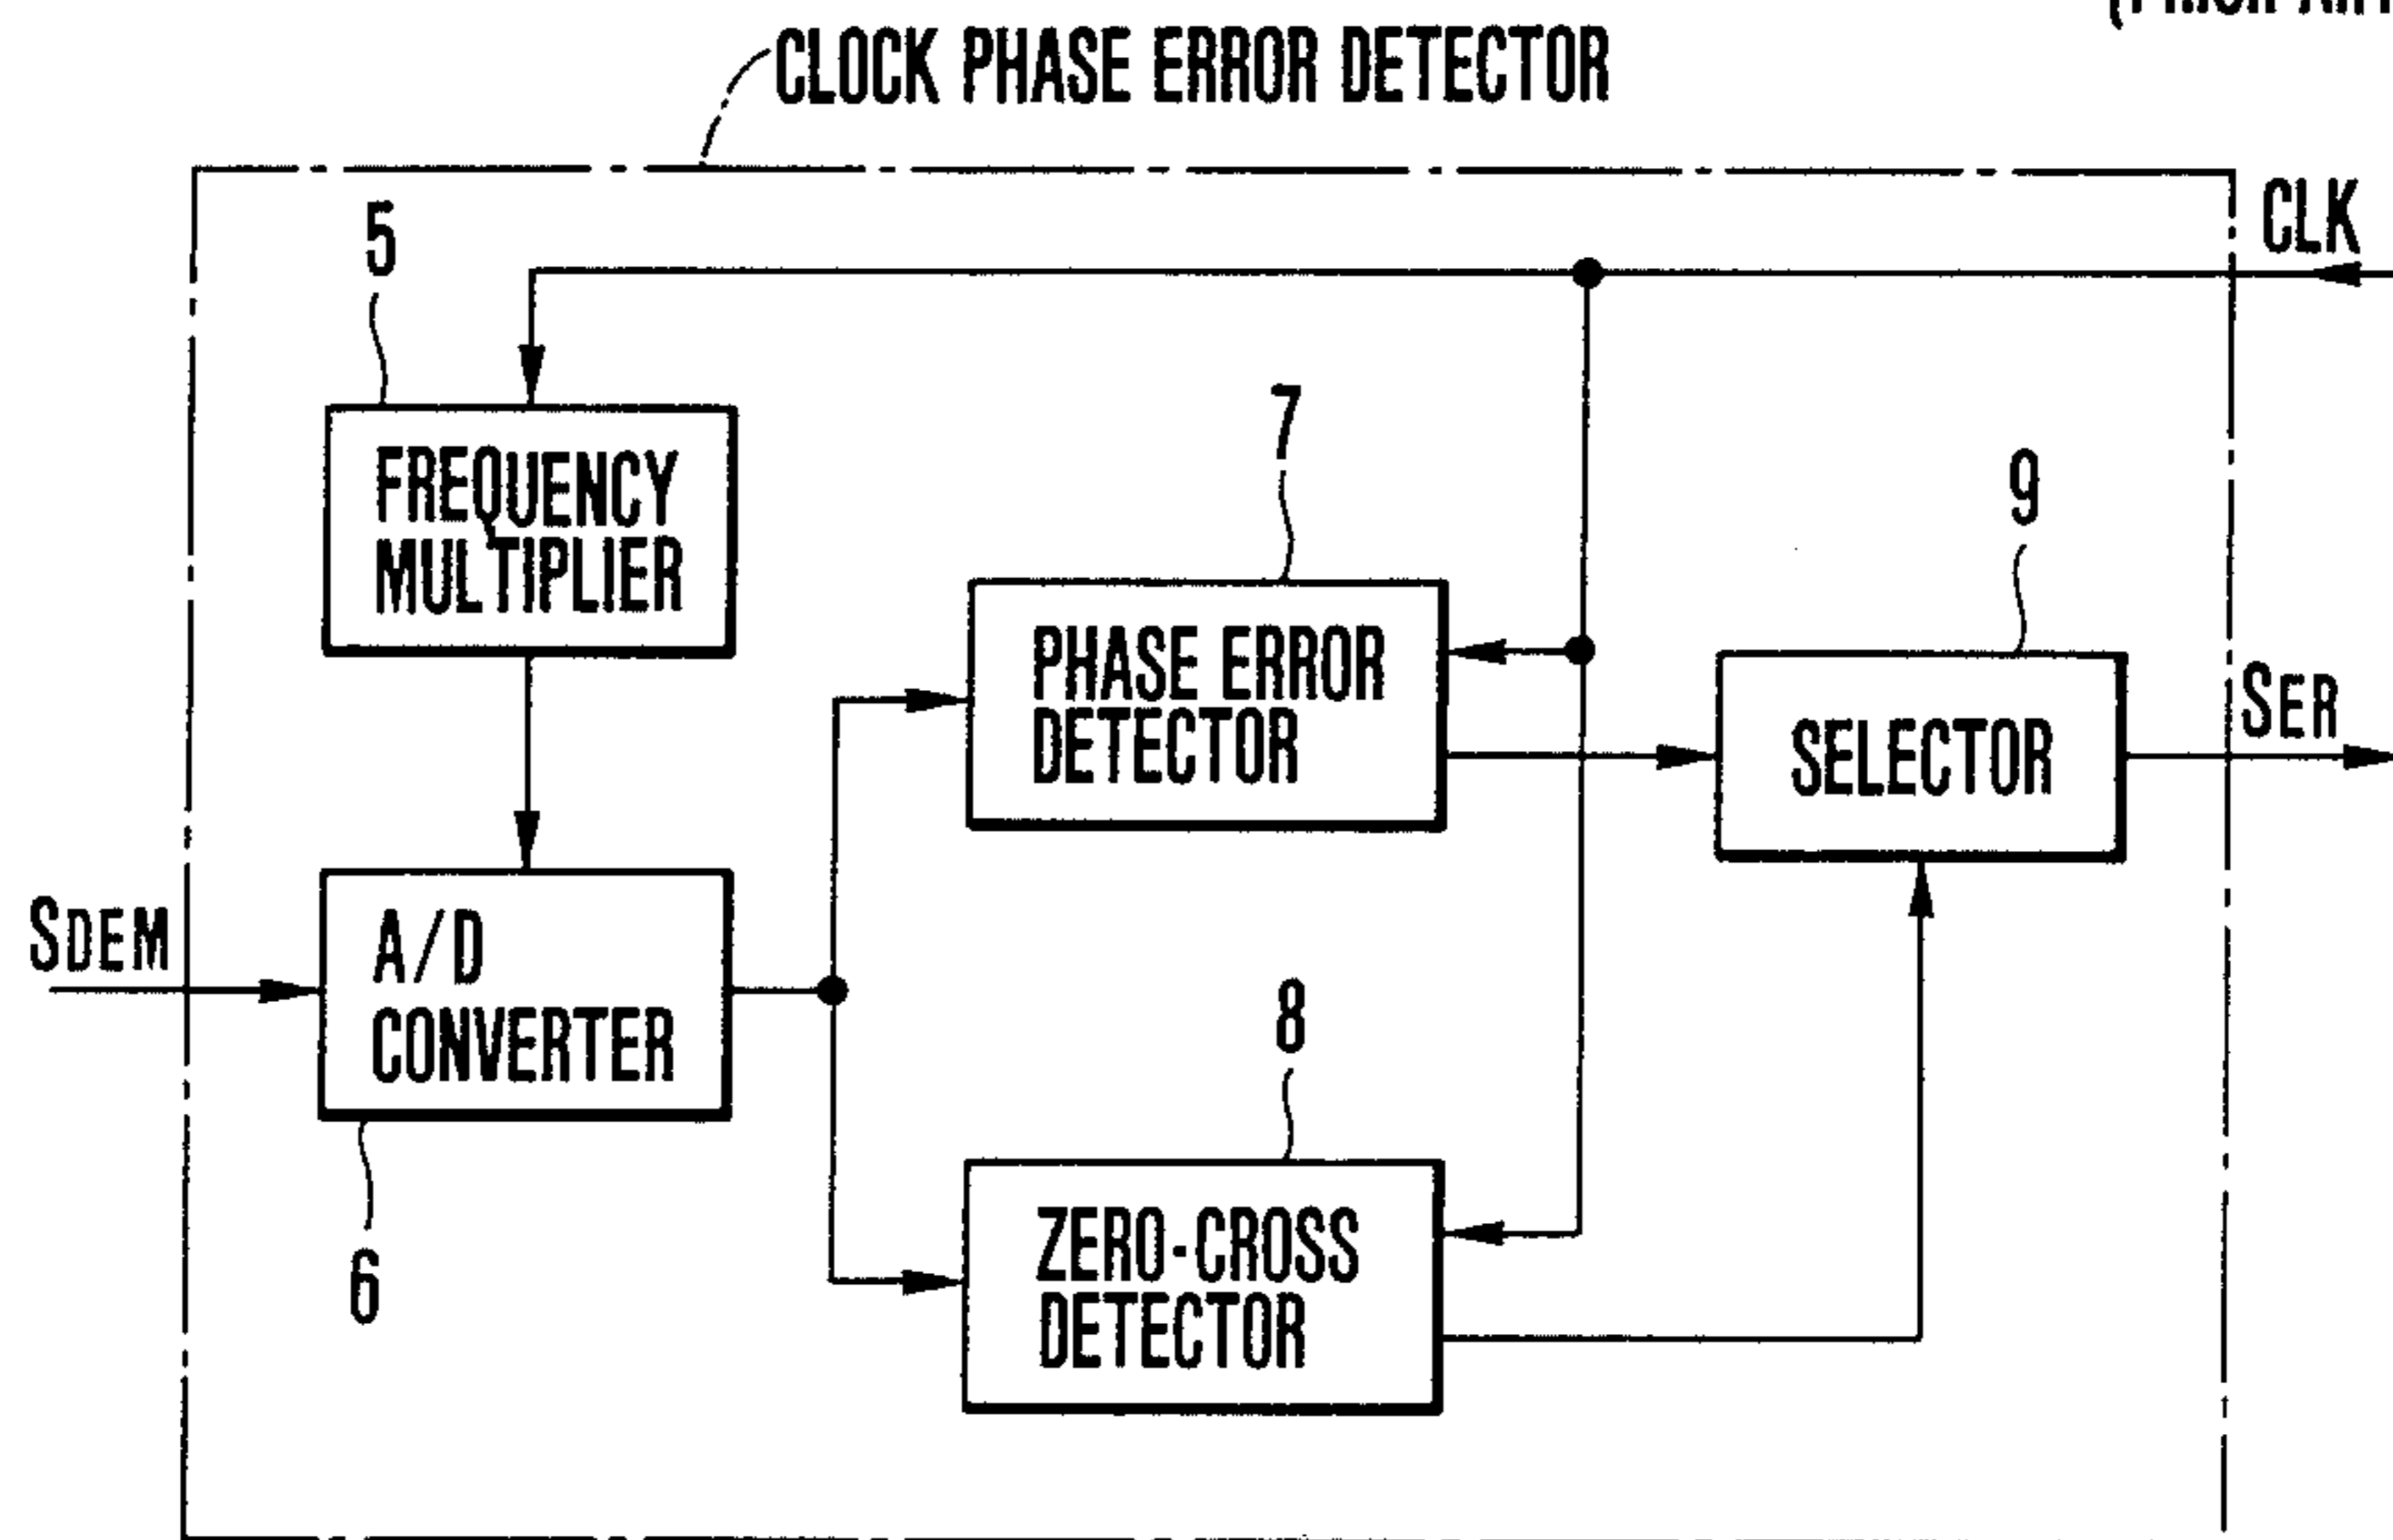 CLOCK PHASE ERROR DETECTOR
CLK
5
FREQUENCY
MULTIPLIER
7
PHASE ERROR
DETECTOR
9
SELECTOR
SER
SDEM
A/D
CONVERTER
6
8
ZERO-CROSS
DETECTOR